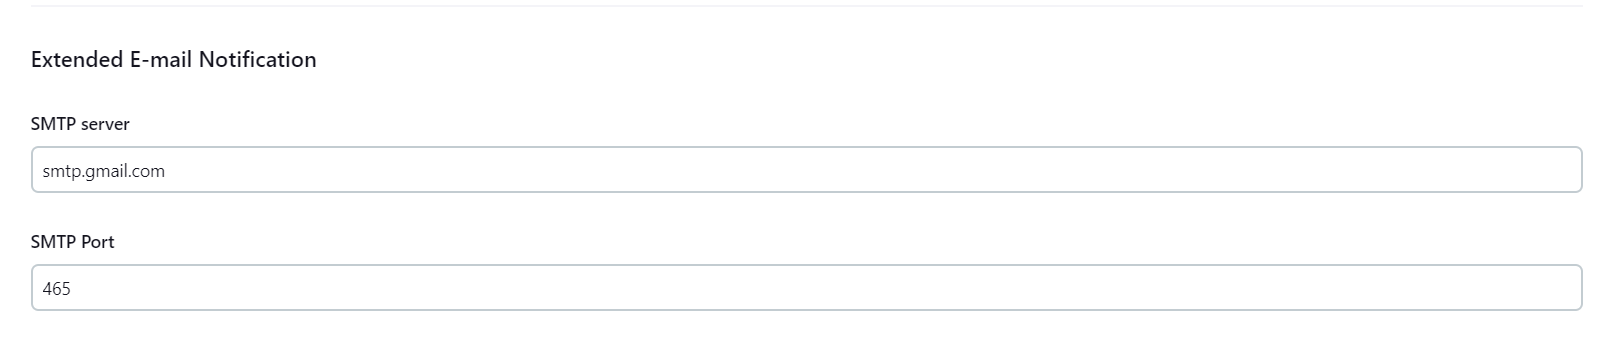 Extended E-mail Notification
SMTP server
smtp.gmail.com
SMTP Port
465